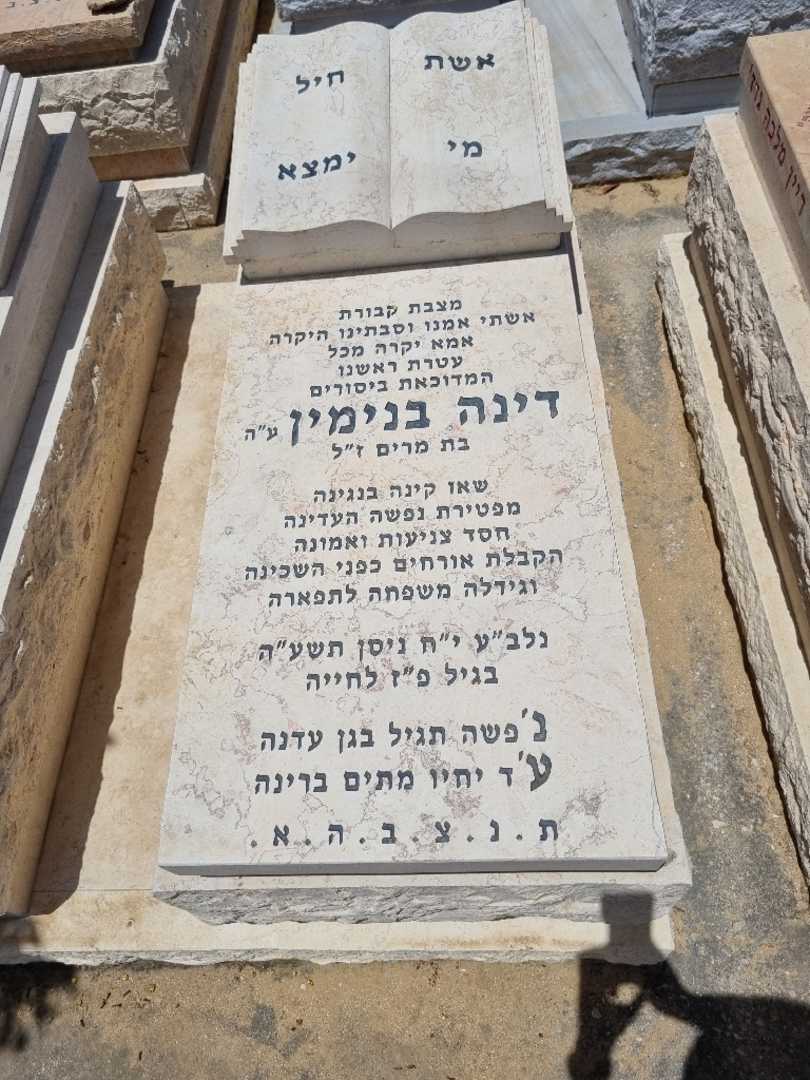 אשת חיל
מי ימצא
מצבת קבורת
אשתי אמנו וסבתינו היקרה
אמא יקרה מכל
עטרת ראשנו
המדוכאת ביסורים
דינה בנימין ע"ה
בת מרים ז"ל
שאו קינה בנגינה
מפטירת נפשה העדינה
חסד צניעות ואמונה
הקבלת אורחים כפני השכינה
וגידלה משפחה לתפארה
נלב"ע י"ח ניסן תשע"ה
בגיל פ"ז לחייה
נ'פשה תגיל בגן עדנה
ע'ד יחיו מתים ברינה
ת.נ.צ.ב.ה.א.